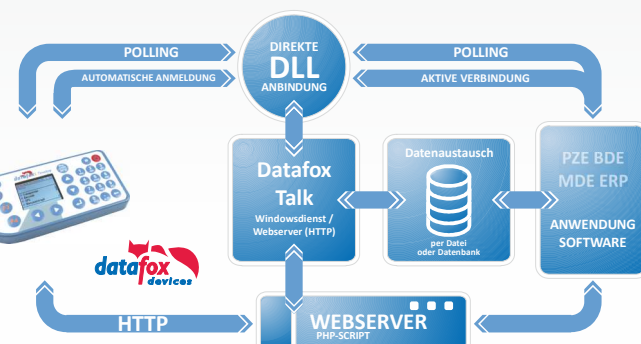 POLLING
AUTOMATISCHE ANMELDUNG
DIREKTE
DLL
ANBINDUNG
POLLING
AKTIVE VERBINDUNG
Datafox
Talk
Windowsdienst /
Webserver (HTTP)
Datenaustausch
per Datei
oder Datenbank
PZE BDE
MDE ERP
ANWENDUNG
SOFTWARE
datafox
datafox
devices
HTTP
WEBSERVER
PHP-SCRIPT